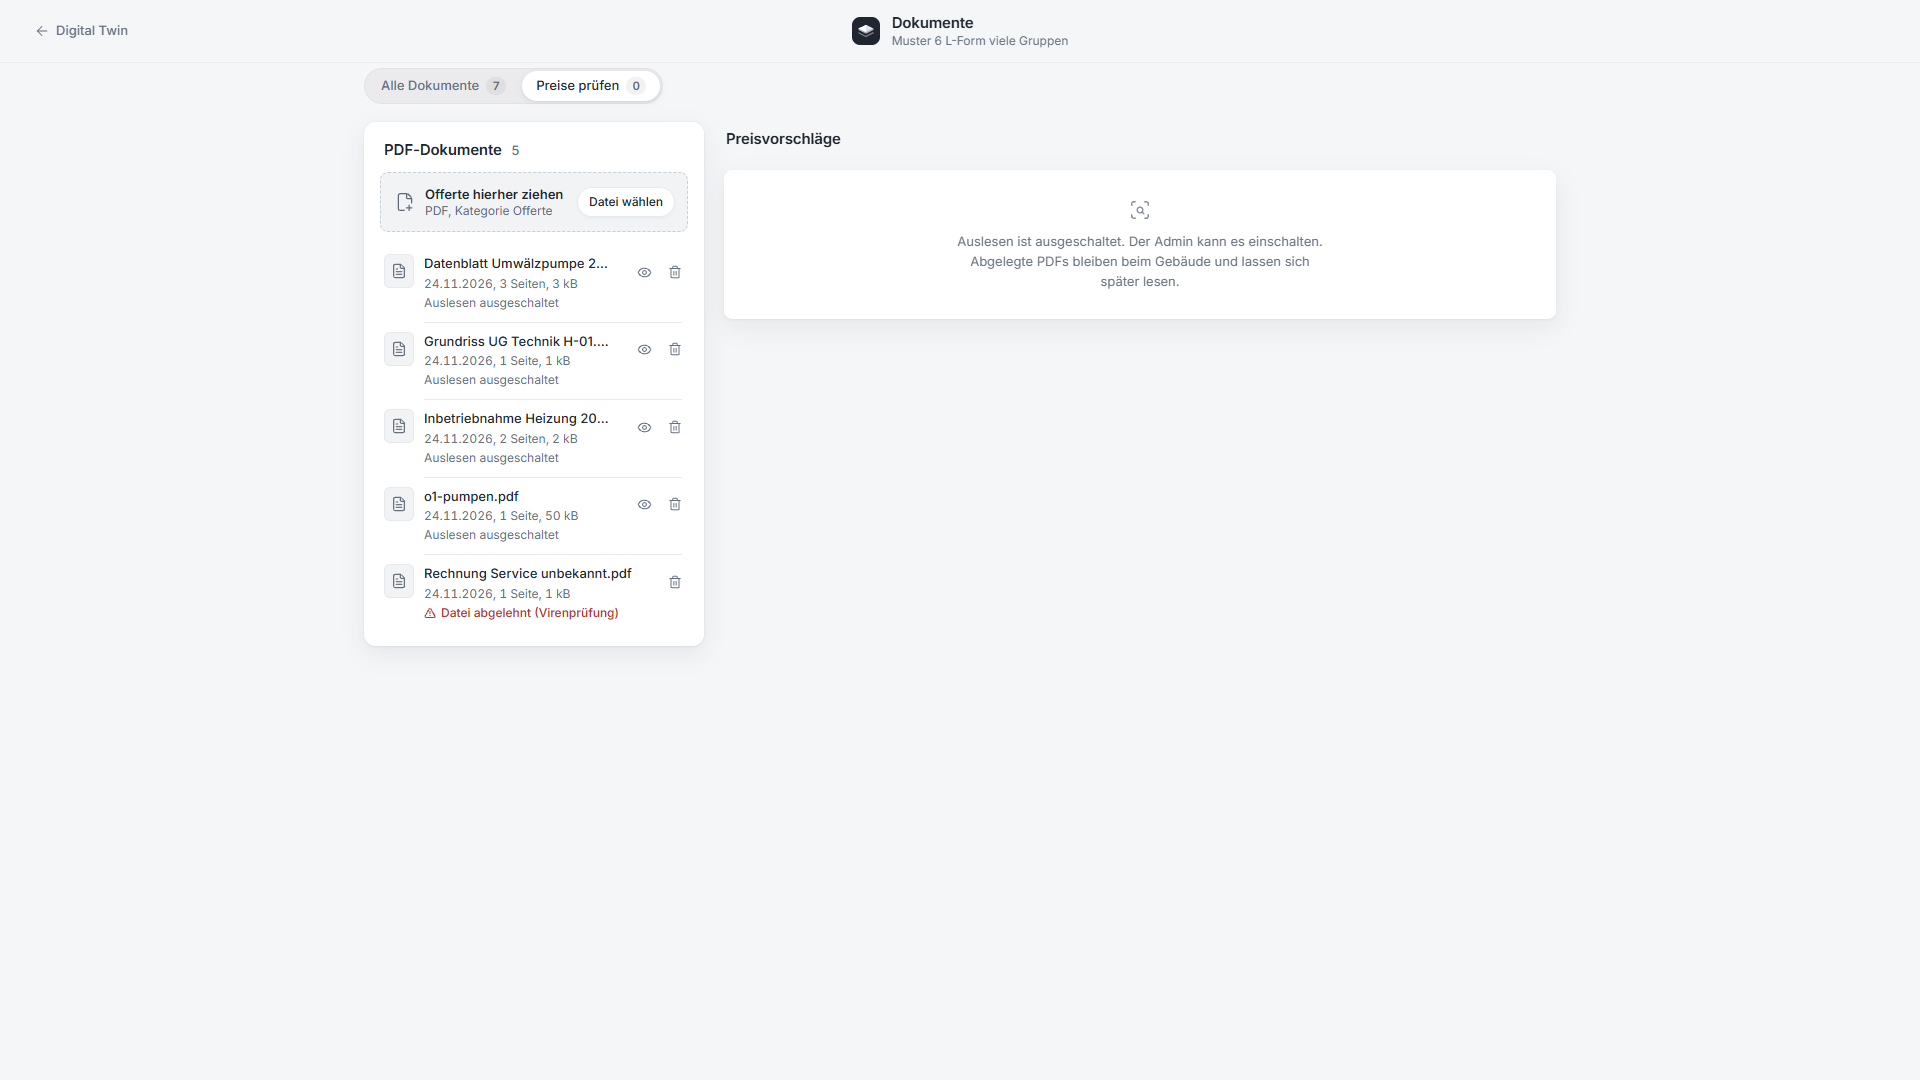 Digital Twin
Dokumente
Muster 6 L-Form viele Gruppen
Alle Dokumente 7
Preise prüfen 0
PDF-Dokumente 5
Offerte hierher ziehen
PDF, Kategorie Offerte
Datei wählen
Datenblatt Umwälzpumpe 2...
24.11.2026, 3 Seiten, 3 kB
Auslesen ausgeschaltet
Grundriss UG Technik H-01....
24.11.2026, 1 Seite, 1 kB
Auslesen ausgeschaltet
Inbetriebnahme Heizung 20...
24.11.2026, 2 Seiten, 2 kB
Auslesen ausgeschaltet
o1-pumpen.pdf
24.11.2026, 1 Seite, 50 kB
Auslesen ausgeschaltet
Rechnung Service unbekannt.pdf
24.11.2026, 1 Seite, 1 kB
Datei abgelehnt (Virenprüfung)
Preisvorschläge
Auslesen ist ausgeschaltet. Der Admin kann es einschalten.
Abgelegte PDFs bleiben beim Gebäude und lassen sich
später lesen.